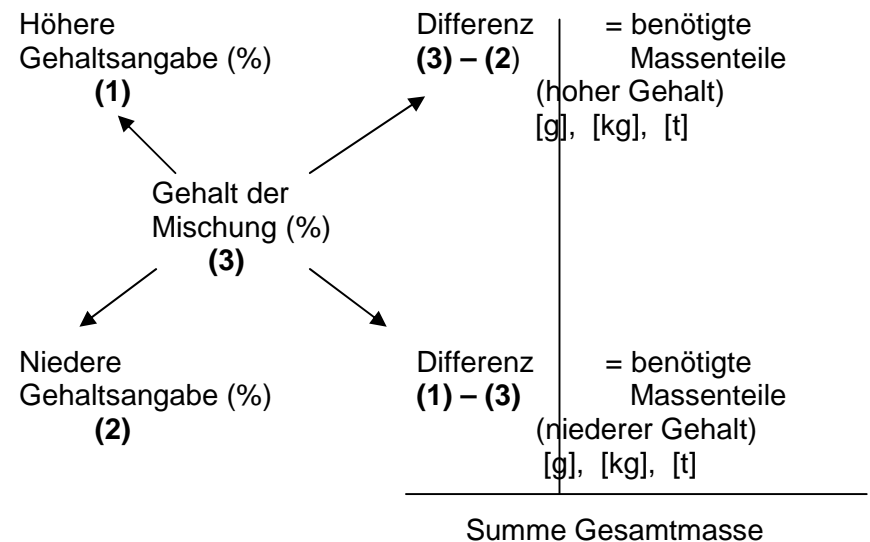 Höhere Differenz = benötigte
Gehaltsangabe (%) (3) – (2) Massenteile
(1) (hoher Gehalt)
[g], [kg], [t]
Gehalt der
Mischung (%)
(3)
Niedere Differenz = benötigte
Gehaltsangabe (%) (1) – (3) Massenteile
(2) (niederer Gehalt)
[g], [kg], [t]
Summe Gesamtmasse